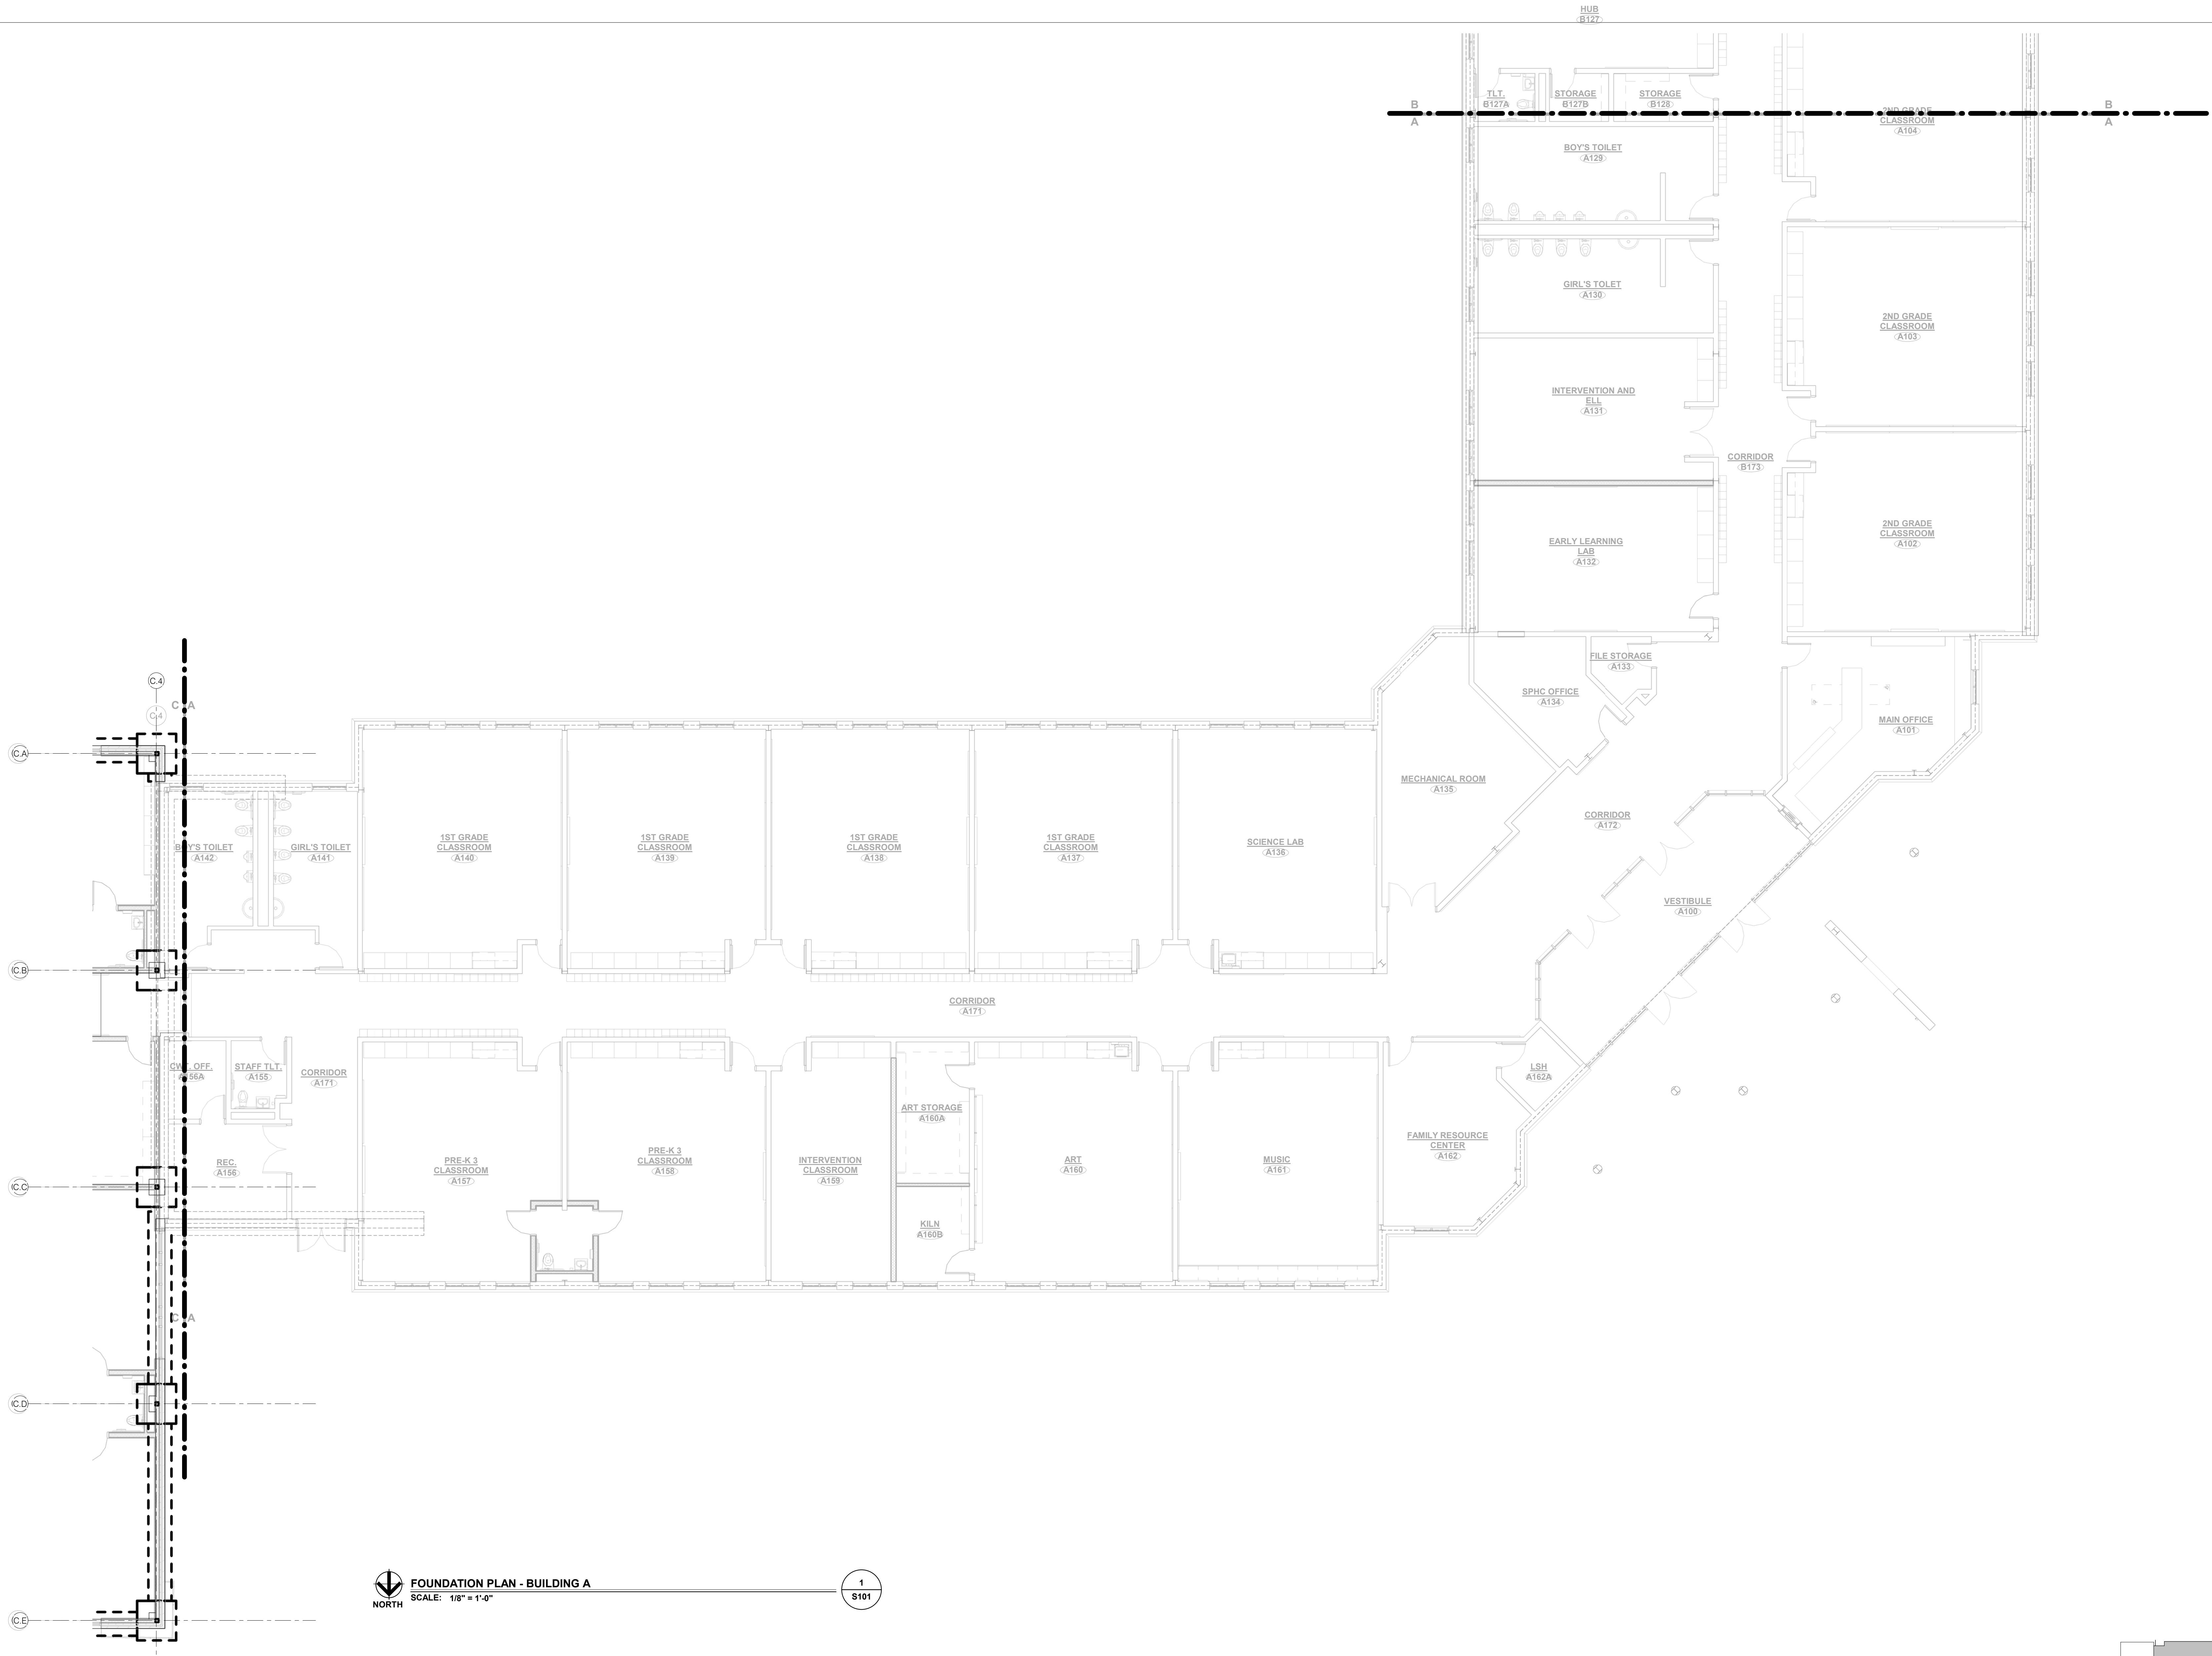 HUB
B127
TLT.
B127A
STORAGE
B127B
STORAGE
B128
B
A
B
A
2ND GRADE
CLASSROOM
A104
BOY'S TOILET
A129
GIRL'S TOLET
A130
2ND GRADE
CLASSROOM
A103
INTERVENTION AND
ELL
A131
CORRIDOR
B173
2ND GRADE
CLASSROOM
A102
EARLY LEARNING
LAB
A132
FILE STORAGE
A133
SPHC OFFICE
A134
MAIN OFFICE
A101
C.4
C.4
C A
C.A
MECHANICAL ROOM
A135
CORRIDOR
A172
BOY'S TOILET
A142
GIRL'S TOILET
A141
1ST GRADE
CLASSROOM
A140
1ST GRADE
CLASSROOM
A139
1ST GRADE
CLASSROOM
A138
1ST GRADE
CLASSROOM
A137
SCIENCE LAB
A136
VESTIBULE
A100
C.B
CORRIDOR
A171
STAFF TLT.
A155
A156A
CORRIDOR
A171
LSH
A162A
ART STORAGE
A160A
FAMILY RESOURCE
CENTER
A162
REC.
A156
PRE-K 3
CLASSROOM
A157
PRE-K 3
CLASSROOM
A158
INTERVENTION
CLASSROOM
A159
ART
A160
MUSIC
A161
C.C
KILN
A160B
C A
C.D
FOUNDATION PLAN - BUILDING A
SCALE: 1/8" = 1'-0"
NORTH
1
S101
C.E